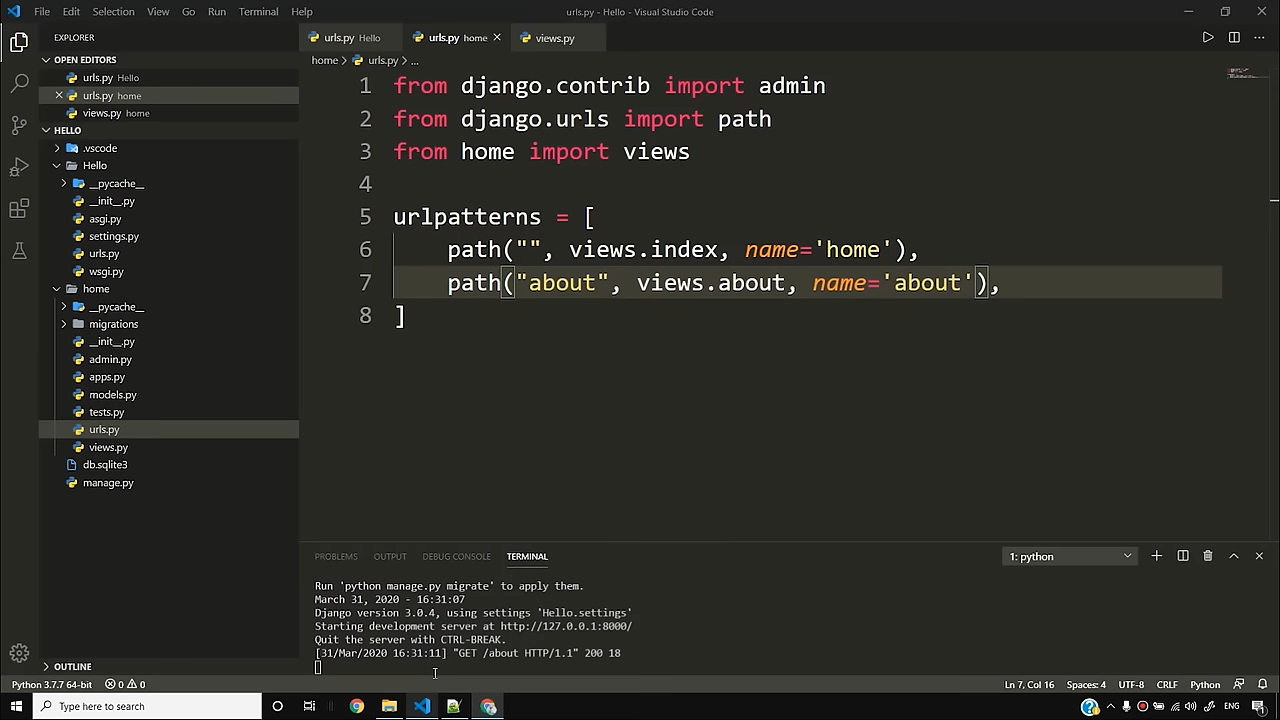 File Edit Selection View Go Run Terminal Help
urls.py - Hello - Visual Studio Code
EXPLORER
OPEN EDITORS
urls.py Hello
urls.py home
views.py home
HELLO
.vscode
Hello
__pycache__
__init__.py
asgi.py
settings.py
urls.py
wsgi.py
home
__pycache__
migrations
__init__.py
admin.py
apps.py
models.py
tests.py
urls.py
views.py
db.sqlite3
manage.py
OUTLINE
urls.py Hello
urls.py home
views.py
home > urls.py > ...
1 from django.contrib import admin
2 from django.urls import path
3 from home import views
4
5 urlpatterns = [
6 path("", views.index, name='home'),
7 path("about", views.about, name='about'),
8 ]
PROBLEMS OUTPUT DEBUG CONSOLE TERMINAL
1: python
Run 'python manage.py migrate' to apply them.
March 31, 2020 - 16:31:07
Django version 3.0.4, using settings 'Hello.settings'
Starting development server at http://127.0.0.1:8000/
Quit the server with CTRL-BREAK.
[31/Mar/2020 16:31:11] "GET /about HTTP/1.1" 200 18
Python 3.7.7 64-bit 0 0
Ln 7, Col 16 Spaces: 4 UTF-8 CRLF Python
Type here to search
ENG